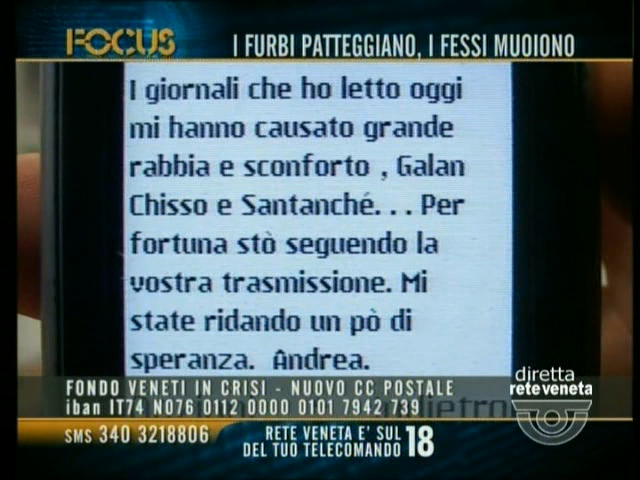 FOCUS
I FURBI PATTEGGIANO, I FESSI MUOIONO
I giornali che ho letto oggi
mi hanno causato grande
rabbia e sconforto , Galan
Chisso e Santanché... Per
fortuna stò seguendo la
vostra trasmissione. Mi
state ridando un pò di
speranza. Andrea.
diretta
reteveneta
FONDO VENETI IN CRISI - NUOVO CC POSTALE
iban IT74 N076 0112 0000 0101 7942 739
SMS 340 3218806
RETE VENETA E' SUL
DEL TUO TELECOMANDO 18